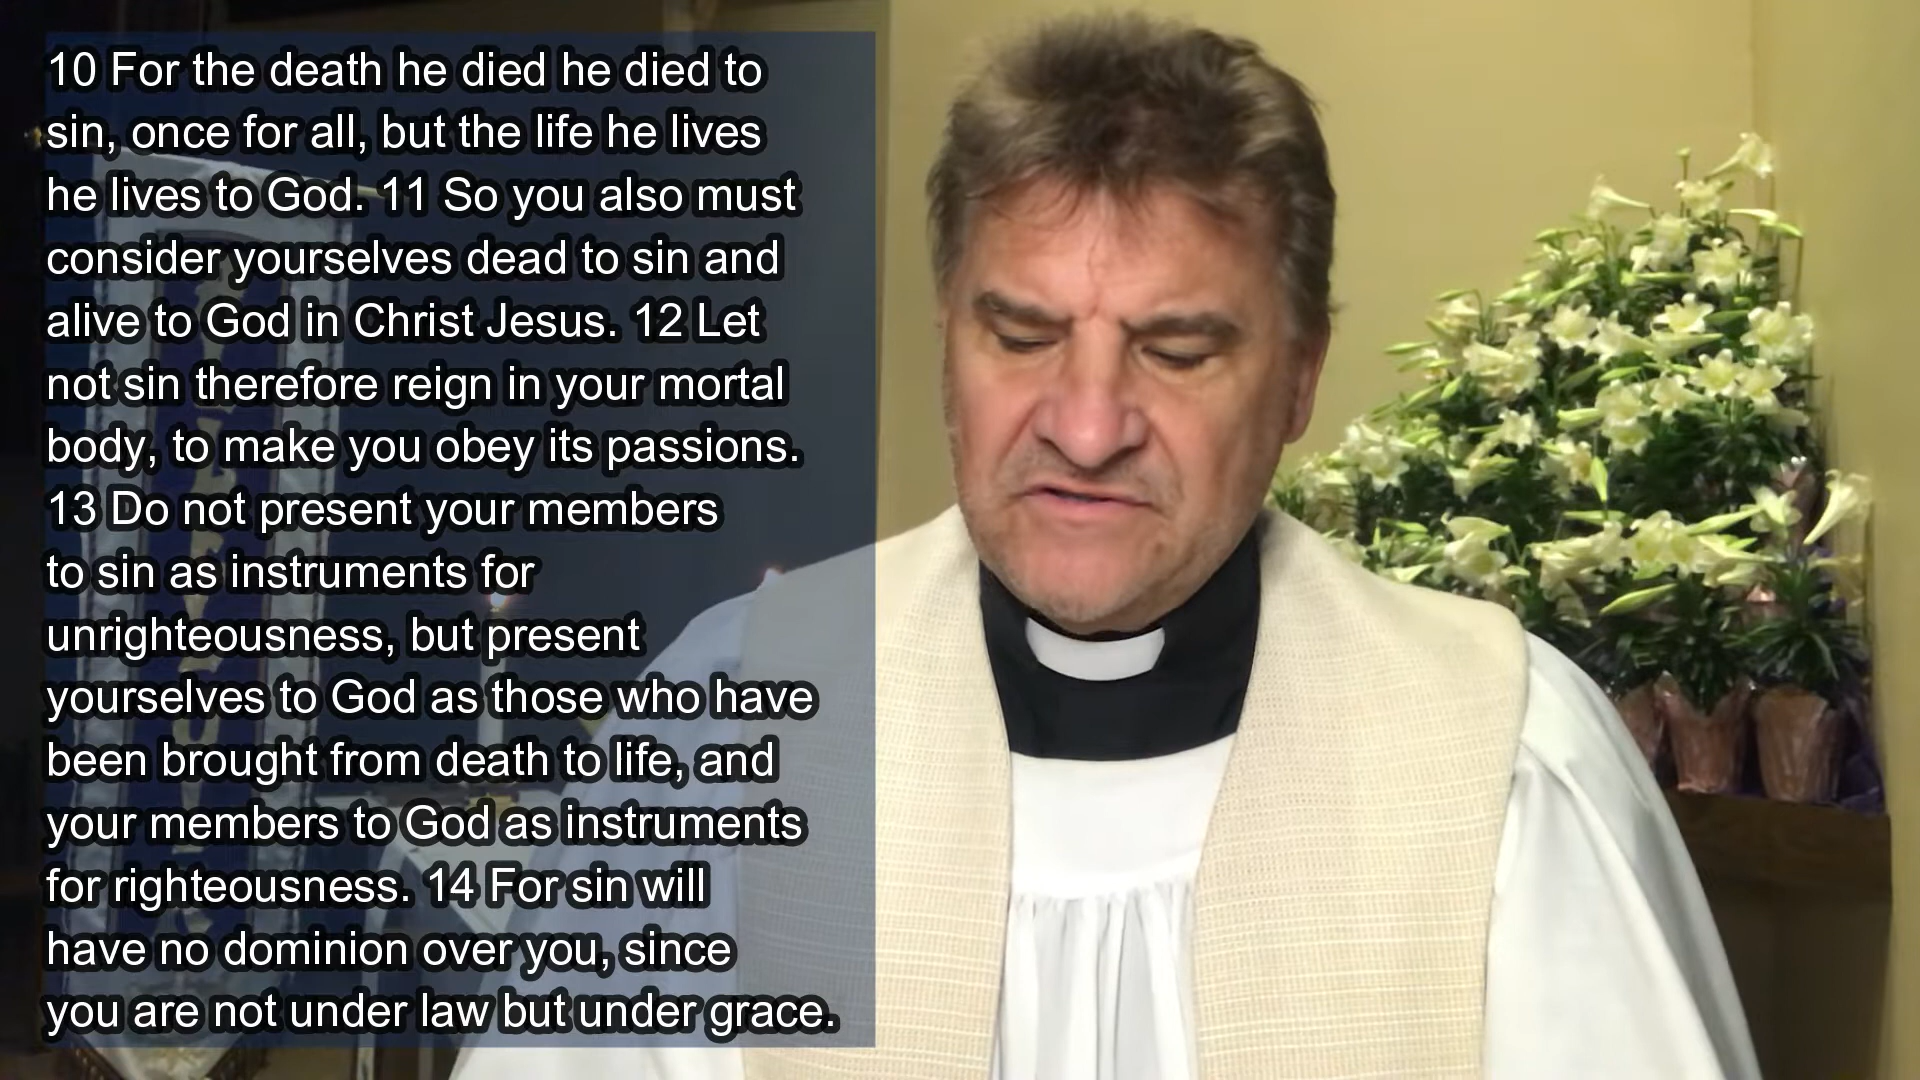 10 For the death he died he died to
sin, once for all, but the life he lives
he lives to God. 11 So you also must
consider yourselves dead to sin and
alive to God in Christ Jesus. 12 Let
not sin therefore reign in your mortal
body, to make you obey its passions.
13 Do not present your members
to sin as instruments for
unrighteousness, but present
yourselves to God as those who have
been brought from death to life, and
your members to God as instruments
for righteousness. 14 For sin will
have no dominion over you, since
you are not under law but under grace.